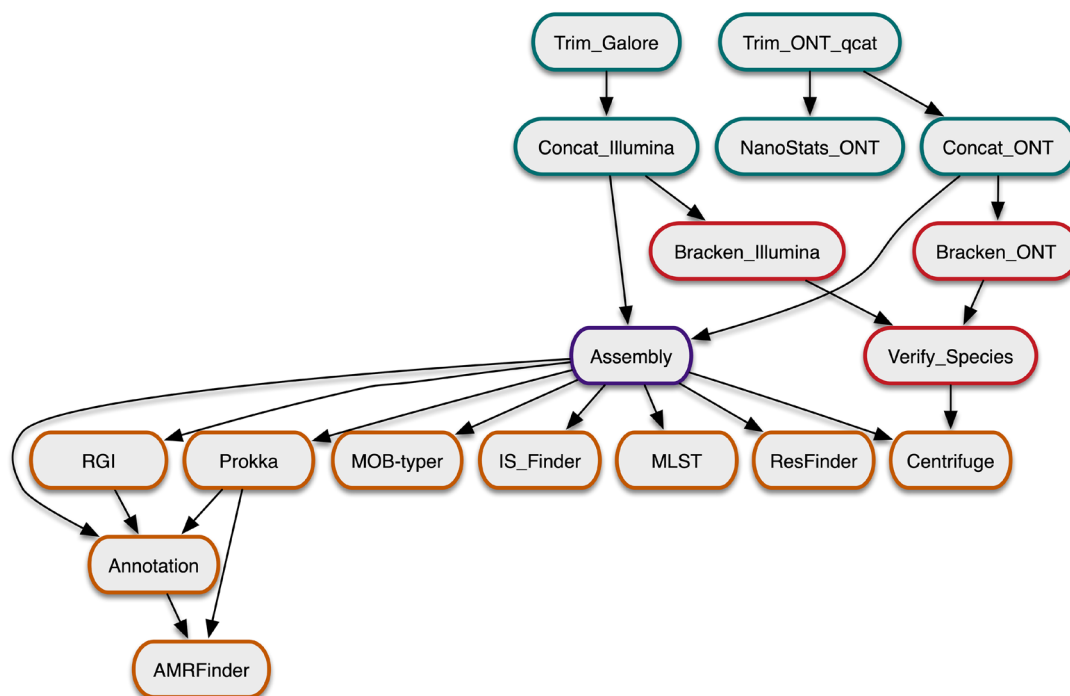 Trim_Galore
Trim_ONT_qcat
Concat_Illumina
NanoStats_ONT
Concat_ONT
Bracken_Illumina
Bracken_ONT
Assembly
Verify_Species
RGI
Prokka
MOB-typer
IS_Finder
MLST
ResFinder
Centrifuge
Annotation
AMRFinder